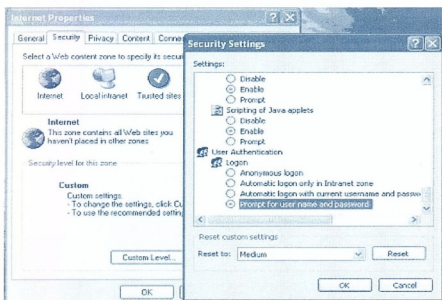 Internet Properties
General Security Privacy Content
Select a Web content zone to specify its
Internet Local intranet Trusted sites
Internet
This zone contains all Web sites you
haven't placed in other zones
Security level for this zone
Custom
Custom settings.
- To change the settings, click
- To use the recommended
Custom Level...
OK
Security Settings
Settings:
Disable
Enable
Prompt
Scripting of Java applets
Disable
Enable
Prompt
User Authentication
Logon
Anonymous logon
Automatic logon only in Intranet zone
Automatic logon with current username and
Prompt for user name and password
Reset custom settings
Reset to: Medium Reset
OK Cancel